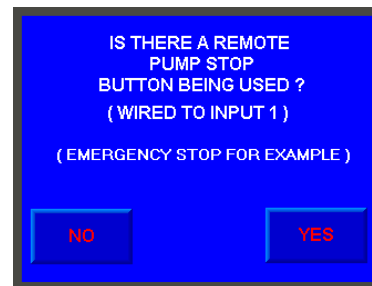 IS THERE A REMOTE
PUMP STOP
BUTTON BEING USED ?
( WIRED TO INPUT 1 )
( EMERGENCY STOP FOR EXAMPLE )
NO YES